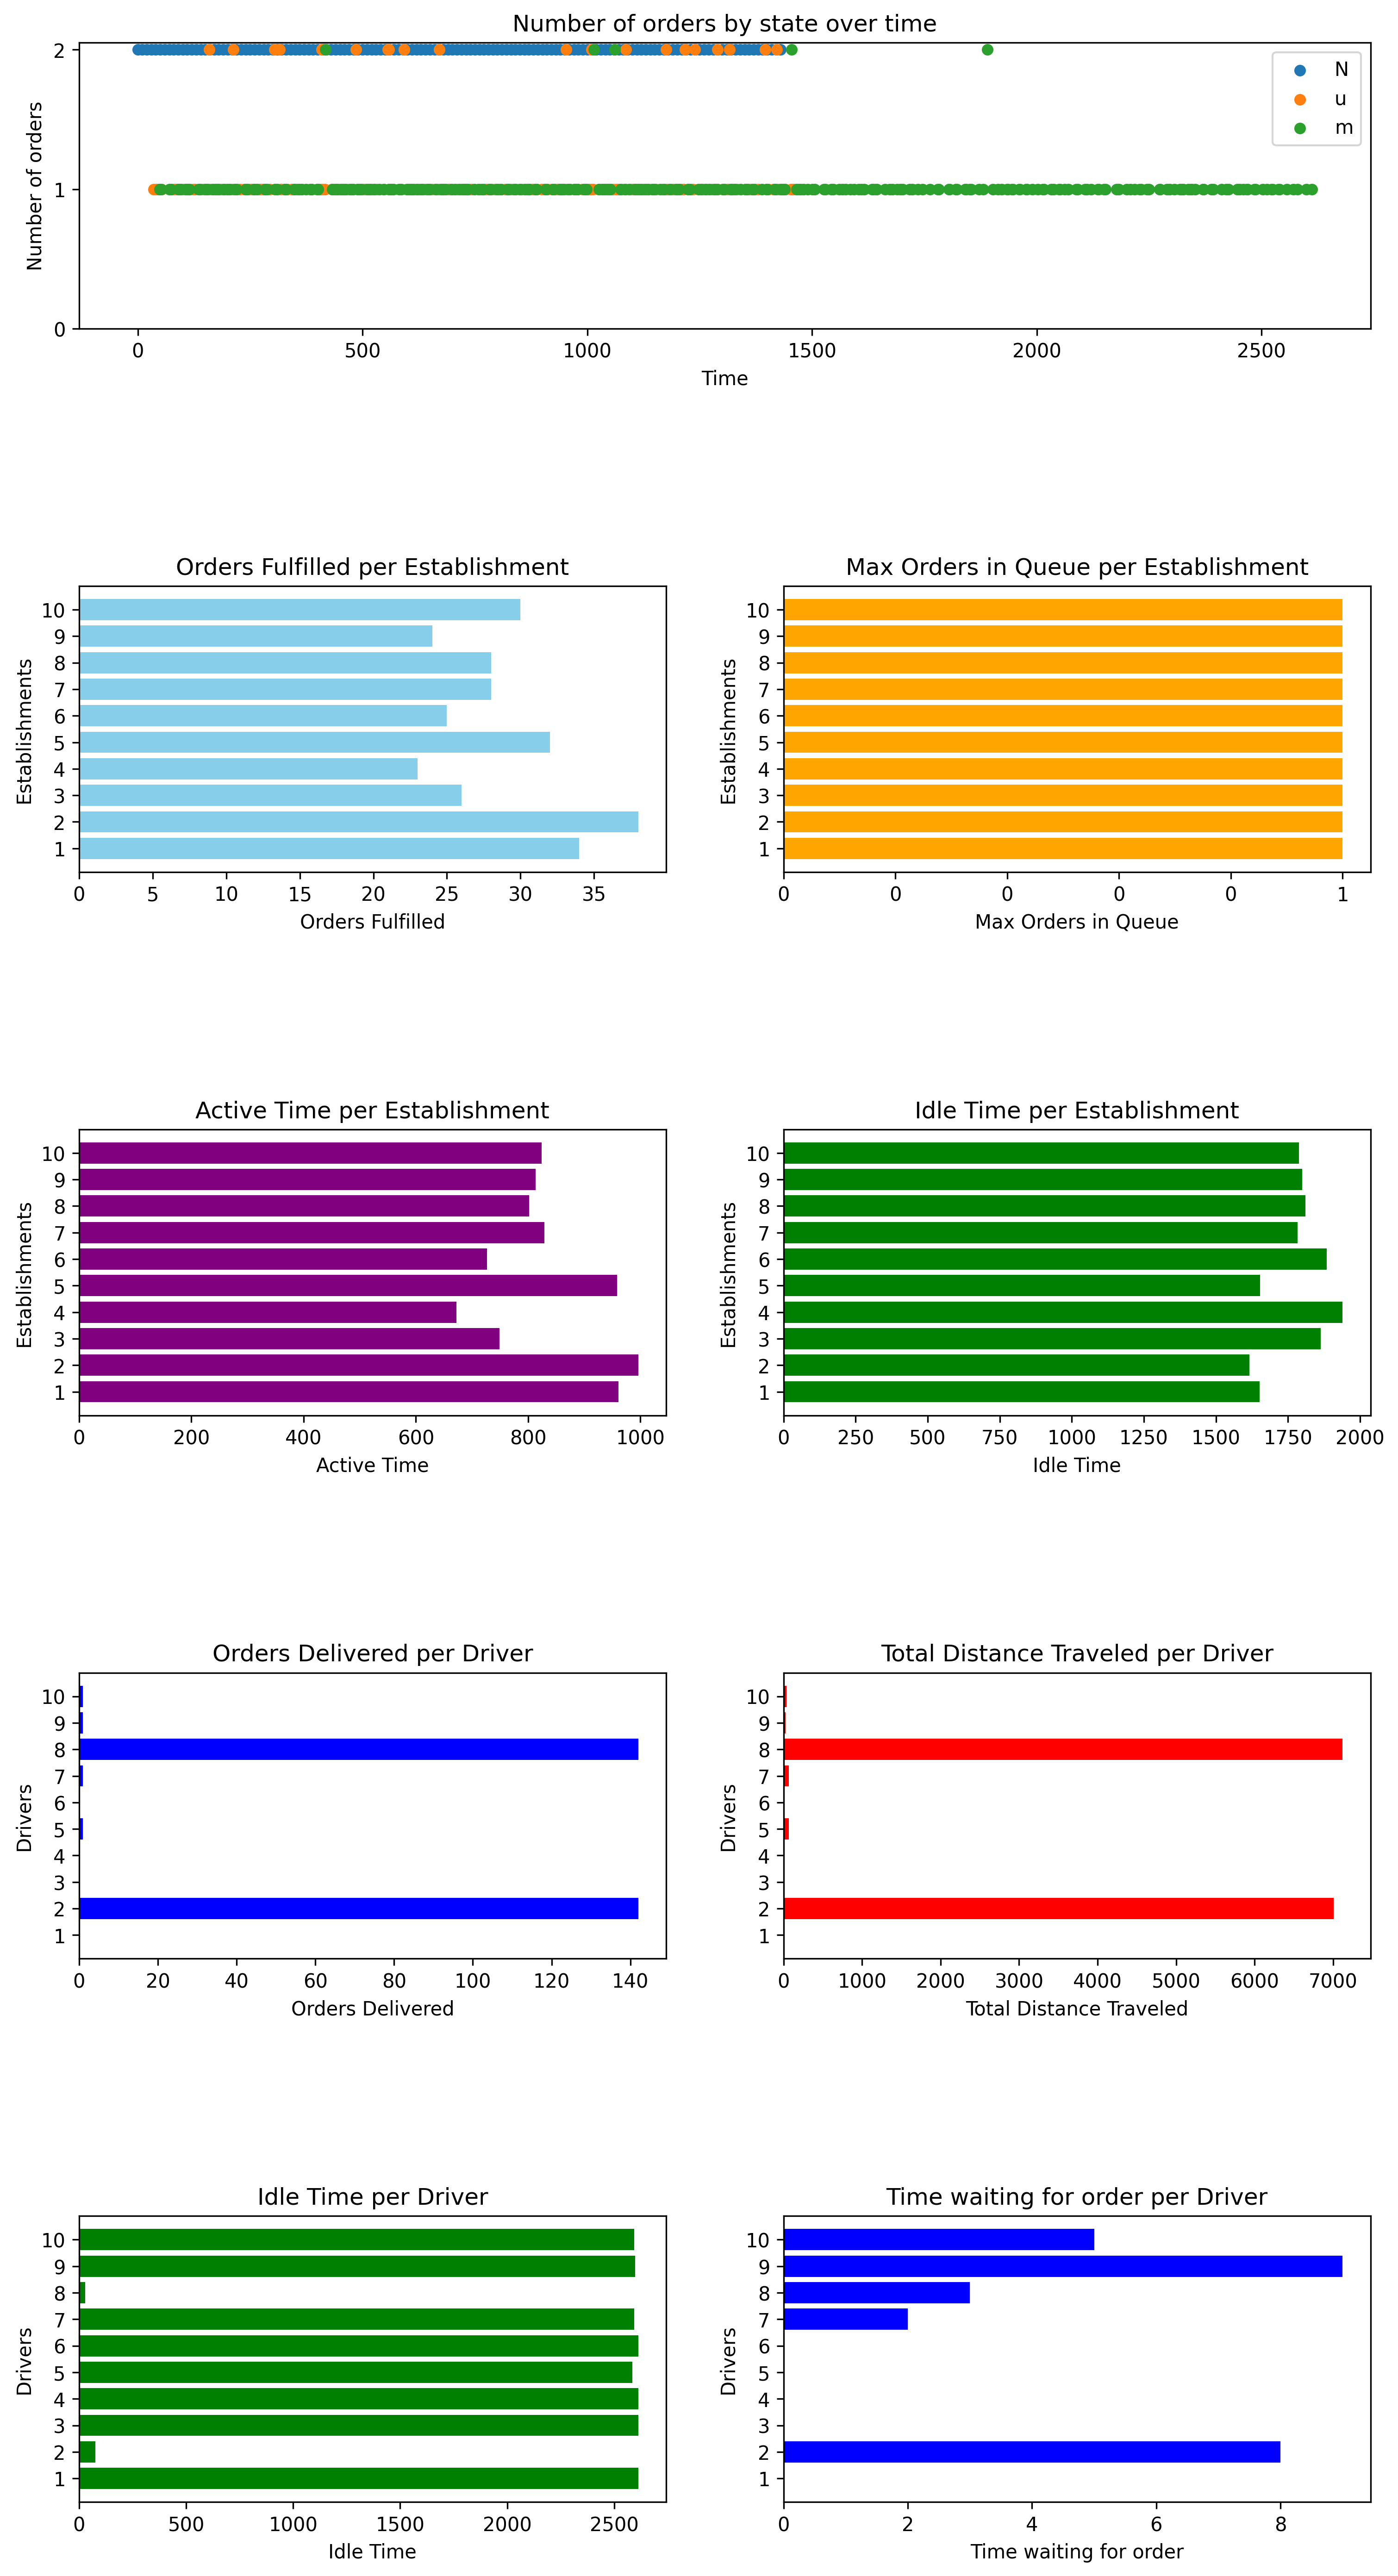 Number of orders by state over time
Number of orders
2
1
0
N
u
m
0 500 1000 1500 2000 2500
Time
Orders Fulfilled per Establishment
Establishments
10
9
8
7
6
5
4
3
2
1
0 5 10 15 20 25 30 35
Orders Fulfilled
Max Orders in Queue per Establishment
Establishments
10
9
8
7
6
5
4
3
2
1
0 0 0 0 0 1
Max Orders in Queue
Active Time per Establishment
Establishments
10
9
8
7
6
5
4
3
2
1
0 200 400 600 800 1000
Active Time
Idle Time per Establishment
Establishments
10
9
8
7
6
5
4
3
2
1
0 250 500 750 1000 1250 1500 1750 2000
Idle Time
Orders Delivered per Driver
Drivers
10
9
8
7
6
5
4
3
2
1
0 20 40 60 80 100 120 140
Orders Delivered
Total Distance Traveled per Driver
Drivers
10
9
8
7
6
5
4
3
2
1
0 1000 2000 3000 4000 5000 6000 7000
Total Distance Traveled
Idle Time per Driver
Drivers
10
9
8
7
6
5
4
3
2
1
0 500 1000 1500 2000 2500
Idle Time
Time waiting for order per Driver
Drivers
10
9
8
7
6
5
4
3
2
1
0 2 4 6 8
Time waiting for order